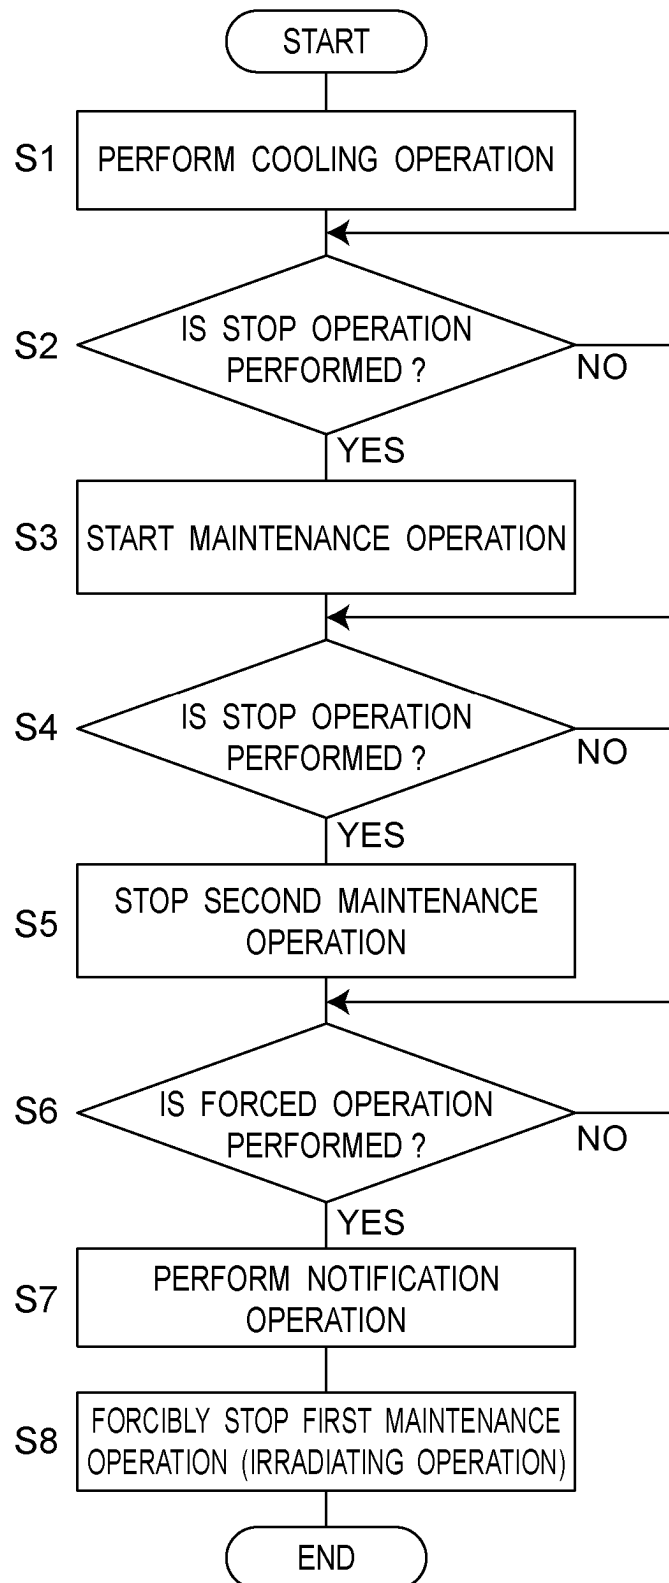 START
S1
PERFORM COOLING OPERATION
S2
IS STOP OPERATION
PERFORMED ?
NO
YES
S3
START MAINTENANCE OPERATION
S4
IS STOP OPERATION
PERFORMED ?
NO
YES
S5
STOP SECOND MAINTENANCE
OPERATION
S6
IS FORCED OPERATION
PERFORMED ?
NO
YES
S7
PERFORM NOTIFICATION
OPERATION
S8
FORCIBLY STOP FIRST MAINTENANCE
OPERATION (IRRADIATING OPERATION)
END